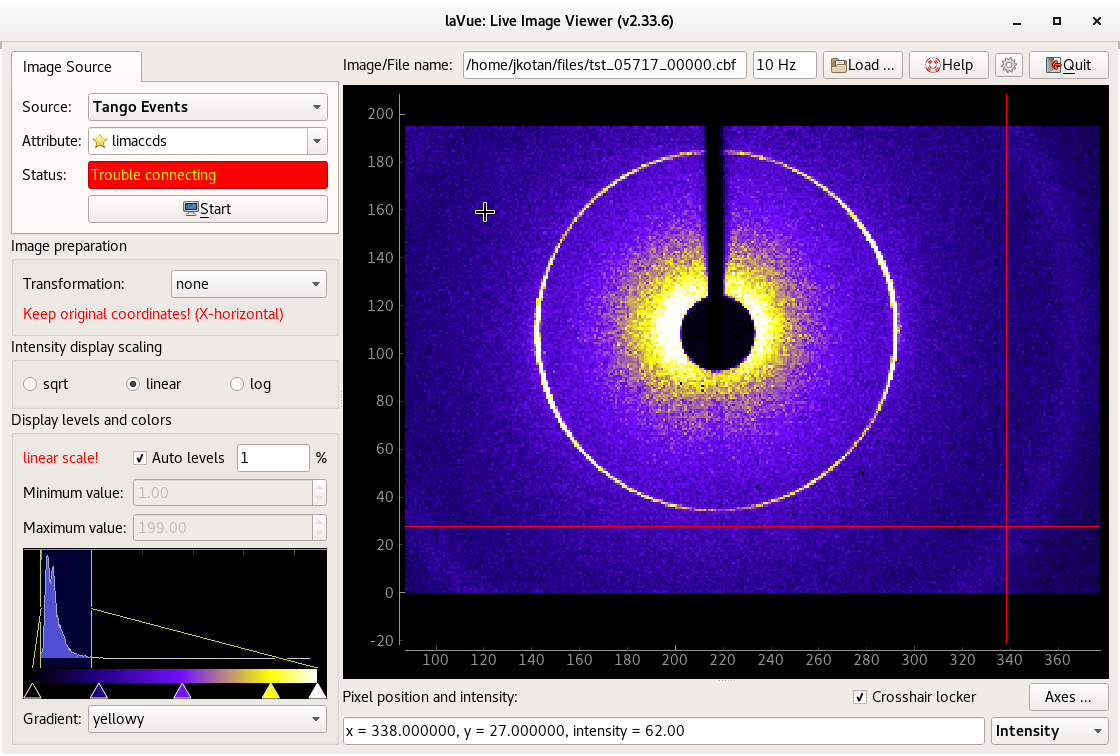 laVue: Live Image Viewer (v2.33.6)
Image Source
Image/File name: /home/jkotan/files/tst_05717_00000.cbf 10 Hz Load ... Help Quit
Source: Tango Events
Attribute: limaccds
Status: Trouble connecting
Start
Image preparation
Transformation: none
Keep original coordinates! (X-horizontal)
Intensity display scaling
sqrt linear log
Display levels and colors
linear scale! Auto levels 1 %
Minimum value: 1.00
Maximum value: 199.00
Gradient: yellowy
200
180
160
140
120
100
80
60
40
20
0
-20
100 120 140 160 180 200 220 240 260 280 300 320 340 360
Pixel position and intensity: Crosshair locker Axes ...
x = 338.000000, y = 27.000000, intensity = 62.00 Intensity